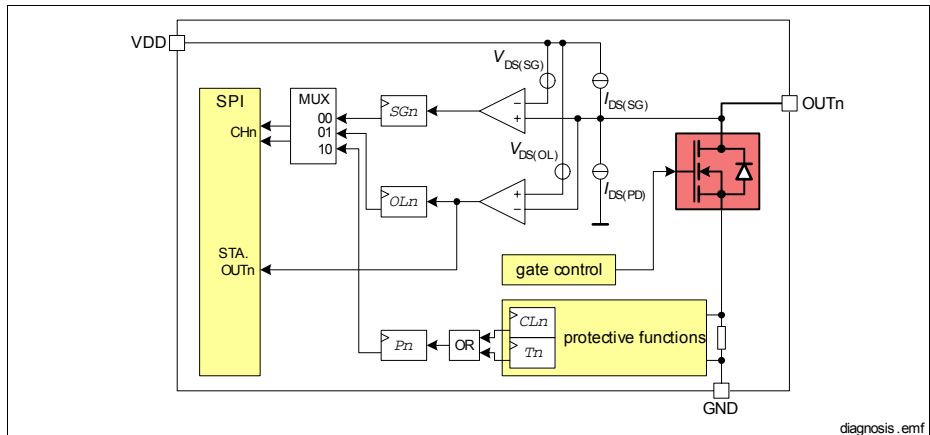 VDD
V DS(SG)
SPI
MUX
I DS(SG)
OUTn
CHn
00
01
10
SGn
−
+
V DS(OL)
I DS(PD)
OLn
+
−
STA.
OUTn
gate control
Pn
OR
CLn
Tn
protective functions
GND
diagnosis.emf